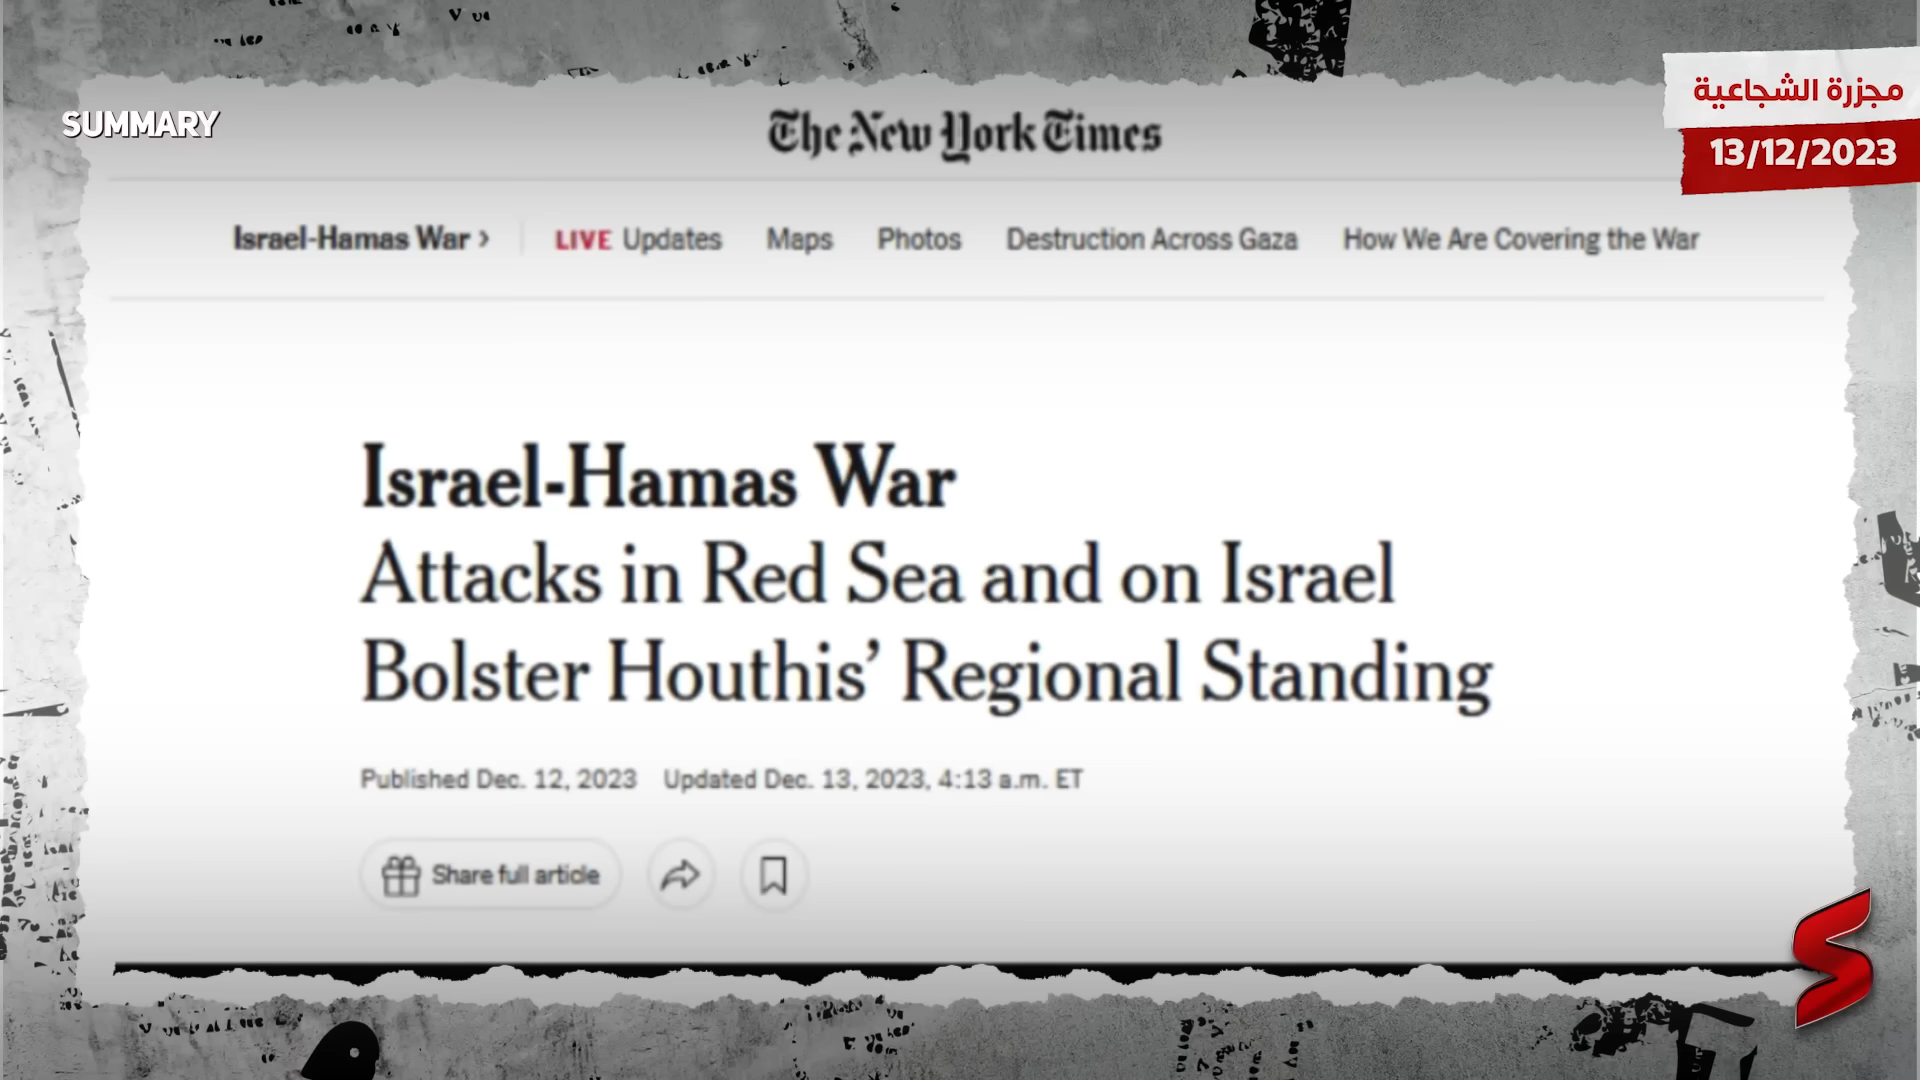 SUMMARY
The New York Times
مجزرة الشجاعية
13/12/2023
Israel-Hamas War > LIVE Updates Maps Photos Destruction Across Gaza How We Are Covering the War
Israel-Hamas War
Attacks in Red Sea and on Israel
Bolster Houthis’ Regional Standing
Published Dec. 12, 2023 Updated Dec. 13, 2023, 4:13 a.m. ET
Share full article